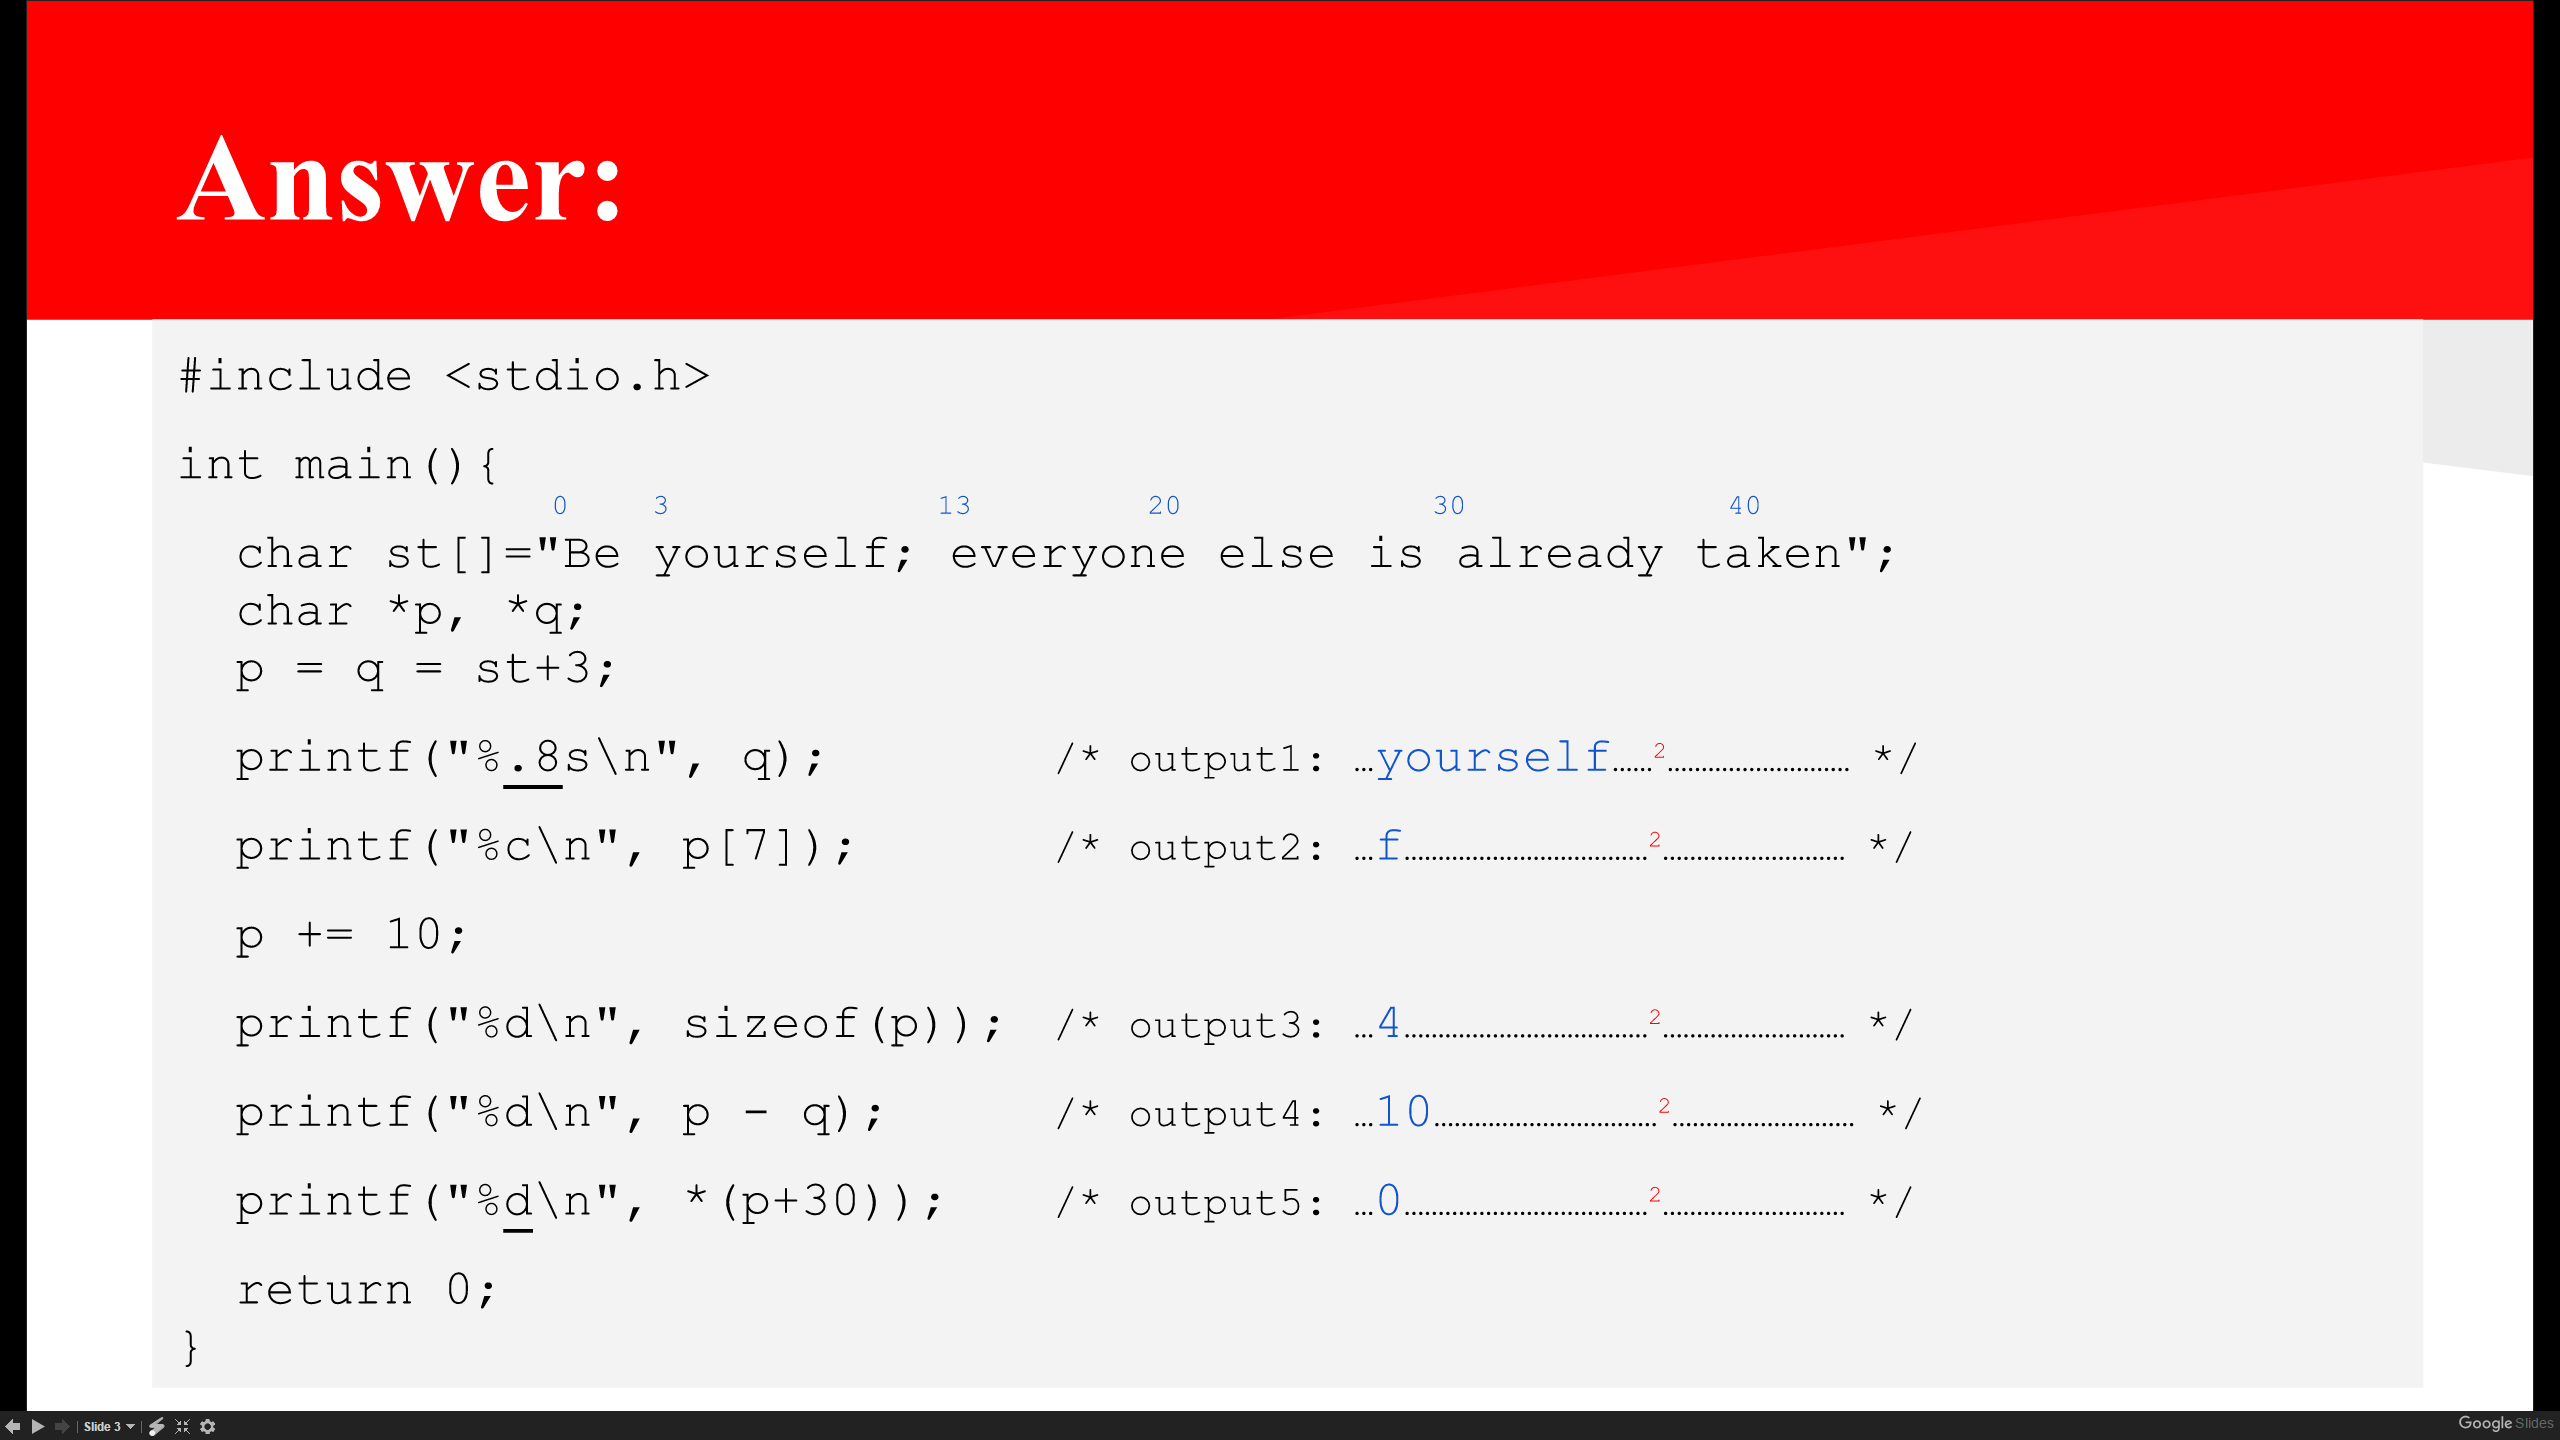 Answer:
#include <stdio.h>
int main(){
0 3 13 20 30 40
char st[]="Be yourself; everyone else is already taken";
char *p, *q;
p = q = st+3;
printf("%.8s\n", q); /* output1: …yourself……2………………………… */
printf("%c\n", p[7]); /* output2: …f…………………………………2………………………… */
p += 10;
printf("%d\n", sizeof(p)); /* output3: …4…………………………………2………………………… */
printf("%d\n", p - q); /* output4: …10………………………………2………………………… */
printf("%d\n", *(p+30)); /* output5: …0…………………………………2………………………… */
return 0;
}
Slide 3
Google Slides